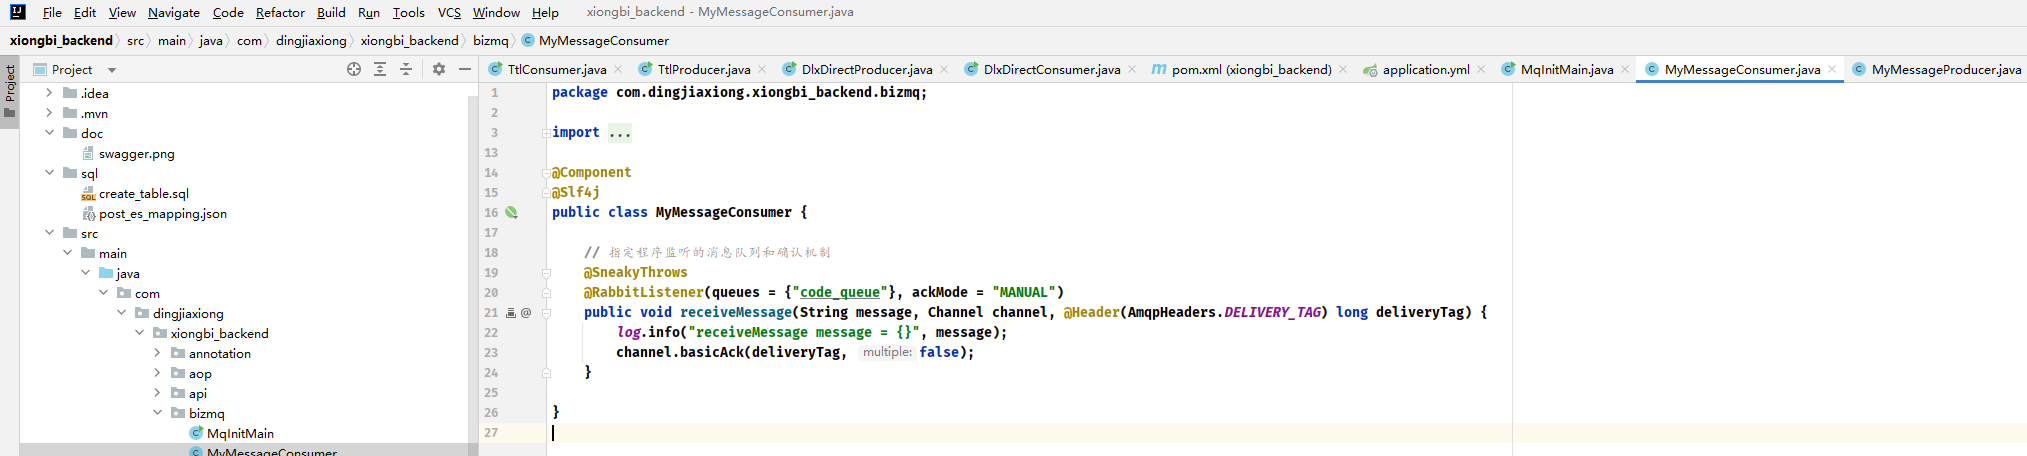 File Edit View Navigate Code Refactor Build Run Tools VCS Window Help xiongbi_backend - MyMessageConsumer.java
xiongbi_backend src main java com dingjiaxiong xiongbi_backend bizmq MyMessageConsumer
Project
Project
TtlConsumer.java TtlProducer.java DlxDirectProducer.java DlxDirectConsumer.java pom.xml (xiongbi_backend) application.yml MqInitMain.java MyMessageConsumer.java MyMessageProducer.java
.idea
.mvn
doc
swagger.png
sql
create_table.sql
post_es_mapping.json
src
main
java
com
dingjiaxiong
xiongbi_backend
annotation
aop
api
bizmq
MqInitMain
MyMessageConsumer
1 package com.dingjiaxiong.xiongbi_backend.bizmq;
2
3 import ...
13
14 @Component
15 @Slf4j
16 public class MyMessageConsumer {
17
18 // 指定程序监听的消息队列和确认机制
19 @SneakyThrows
20 @RabbitListener(queues = {"code_queue"}, ackMode = "MANUAL")
21 public void receiveMessage(String message, Channel channel, @Header(AmqpHeaders.DELIVERY_TAG) long deliveryTag) {
22 log.info("receiveMessage message = {}", message);
23 channel.basicAck(deliveryTag, multiple: false);
24 }
25
26 }
27